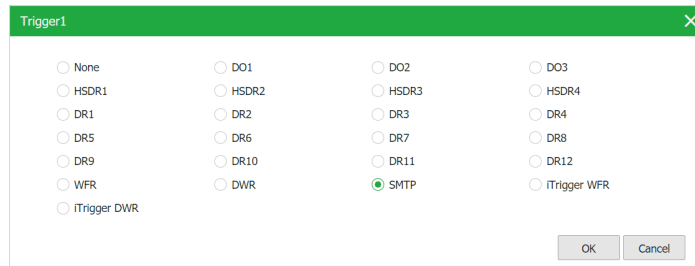 Trigger1
None DO1 DO2 DO3
HSDR1 HSDR2 HSDR3 HSDR4
DR1 DR2 DR3 DR4
DR5 DR6 DR7 DR8
DR9 DR10 DR11 DR12
WFR DWR SMTP iTrigger WFR
iTrigger DWR
OK Cancel